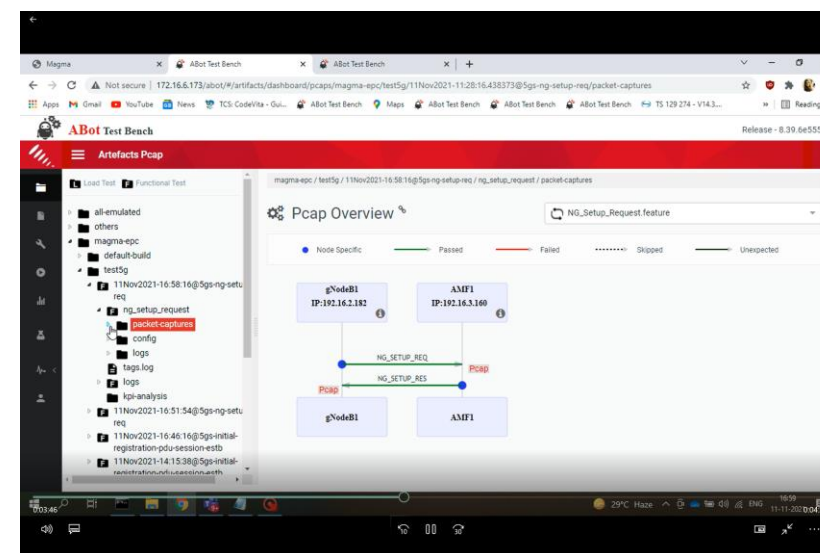 Magma
ABot Test Bench
ABot Test Bench
Not secure | 172.16.6.173/abot/#/artifacts/dashboard/pcaps/magma-epc/test5g/11Nov2021-11:28:16.438373@5gs-ng-setup-req/packet-captures
Apps
Gmail
YouTube
News
TCS CodeVita - Gui...
ABot Test Bench
Maps
ABot Test Bench
ABot Test Bench
ABot Test Bench
TS 129 274 - V14.3...
Reading
ABot Test Bench
Release - 8.39.6e555
Artefacts Pcap
Load Test
Functional Test
magma-epc / test5g / 11Nov2021-16:58:16@5gs-ng-setup-req / ng_setup_request / packet-captures
all-emulated
others
magma-epc
default-build
test5g
11Nov2021-16:58:16@5gs-ng-setu
req
ng_setup_request
packet-captures
config
logs
tags.log
logs
kpi-analysis
11Nov2021-16:51:54@5gs-ng-setu
req
11Nov2021-16:46:16@5gs-initial-
registration-pdu-session-estb
11Nov2021-14:15:38@5gs-initial-
registration-pdu-session-estb
Pcap Overview
NG_Setup_Request.feature
Node Specific
Passed
Failed
Skipped
Unexpected
gNodeB1
IP:192.16.2.182
AMF1
IP:192.16.3.160
NG_SETUP_REQ
Pcap
NG_SETUP_RES
Pcap
gNodeB1
AMF1
29°C Haze
ENG
16:59
11-11-2021
0:03:46
10
30